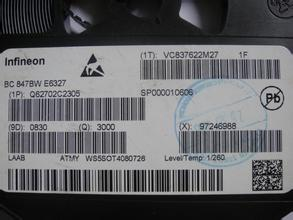 Infineon
(1T): VC837622M27 1F
BC 847BW E6327
(1P): Q62702C2305
SP000010606
Pb
(9D): 0830 (Q): 3000 (X): 97246988
LAAB ATMY WS5SOT4080726 Level/Temp: 1/260